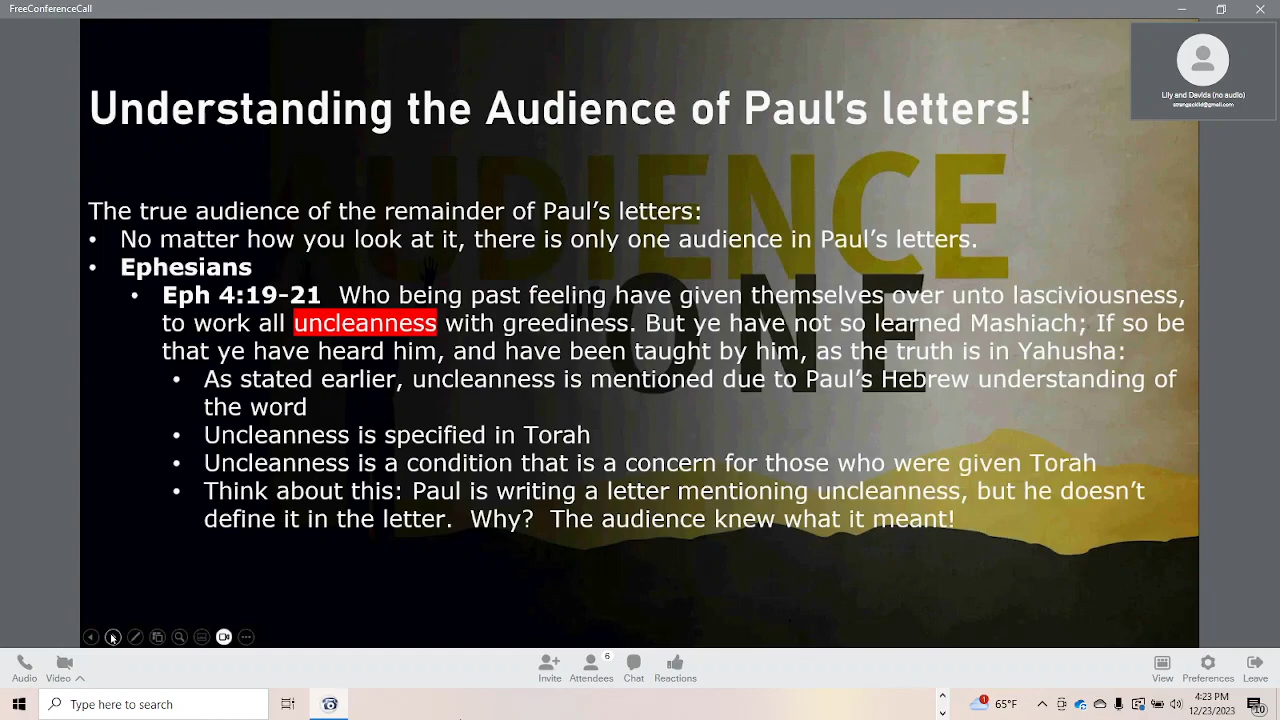 FreeConferenceCall
Lily and Davida (no audio)
Understanding the Audience of Paul's letters!
AUDIENCE
ONE
The true audience of the remainder of Paul's letters:
• No matter how you look at it, there is only one audience in Paul's letters.
• Ephesians
• Eph 4:19-21 Who being past feeling have given themselves over unto lasciviousness,
to work all uncleanness with greediness. But ye have not so learned Mashiach; If so be
that ye have heard him, and have been taught by him, as the truth is in Yahusha:
• As stated earlier, uncleanness is mentioned due to Paul's Hebrew understanding of
the word
• Uncleanness is specified in Torah
• Uncleanness is a condition that is a concern for those who were given Torah
• Think about this: Paul is writing a letter mentioning uncleanness, but he doesn't
define it in the letter. Why? The audience knew what it meant!
Audio Video Invite Attendees 6 Chat Reactions View Preferences Leave
Type here to search
1 65°F
4:23 PM
12/23/2023
10